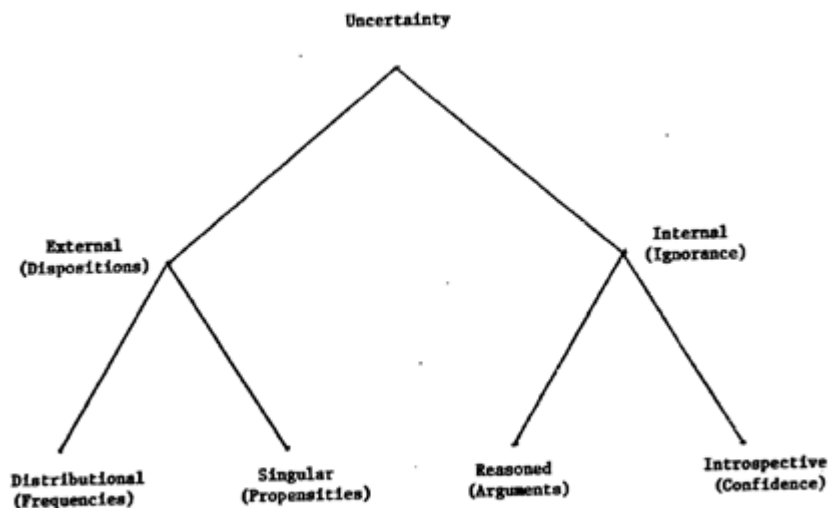 Uncertainty
External
(Dispositions)
Internal
(Ignorance)
Distributional
(Frequencies)
Singular
(Propensities)
Reasoned
(Arguments)
Introspective
(Confidence)